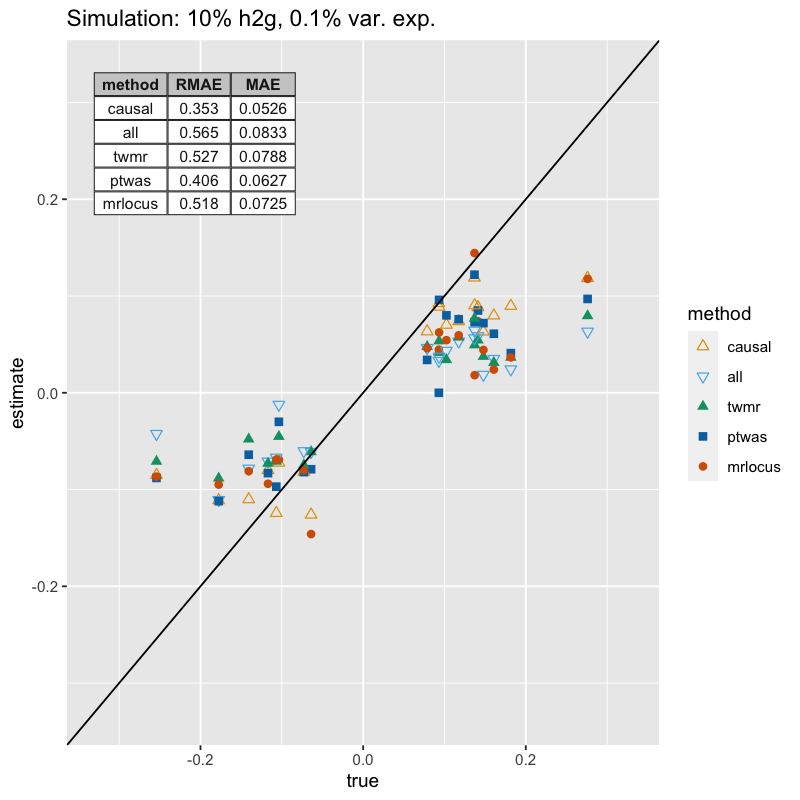 Simulation: 10% h2g, 0.1% var. exp.
method RMAE MAE
causal 0.353 0.0526
all 0.565 0.0833
twmr 0.527 0.0788
ptwas 0.406 0.0627
mrlocus 0.518 0.0725
0.2
0.0
-0.2
estimate
-0.2 0.0 0.2
true
method
causal
all
twmr
ptwas
mrlocus